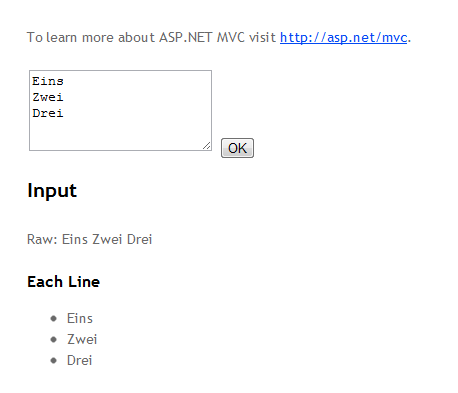 To learn more about ASP.NET MVC visit http://asp.net/mvc.
Eins
Zwei
Drei
OK
Input
Raw: Eins Zwei Drei
Each Line
Eins
Zwei
Drei